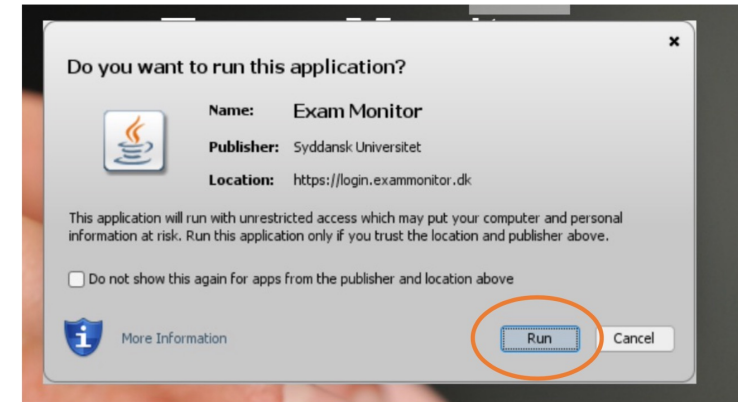 Do you want to run this application?
Name: Exam Monitor
Publisher: Syddansk Universitet
Location: https://login.exammonitor.dk
This application will run with unrestricted access which may put your computer and personal
information at risk. Run this application only if you trust the location and publisher above.
Do not show this again for apps from the publisher and location above
More Information
Run
Cancel